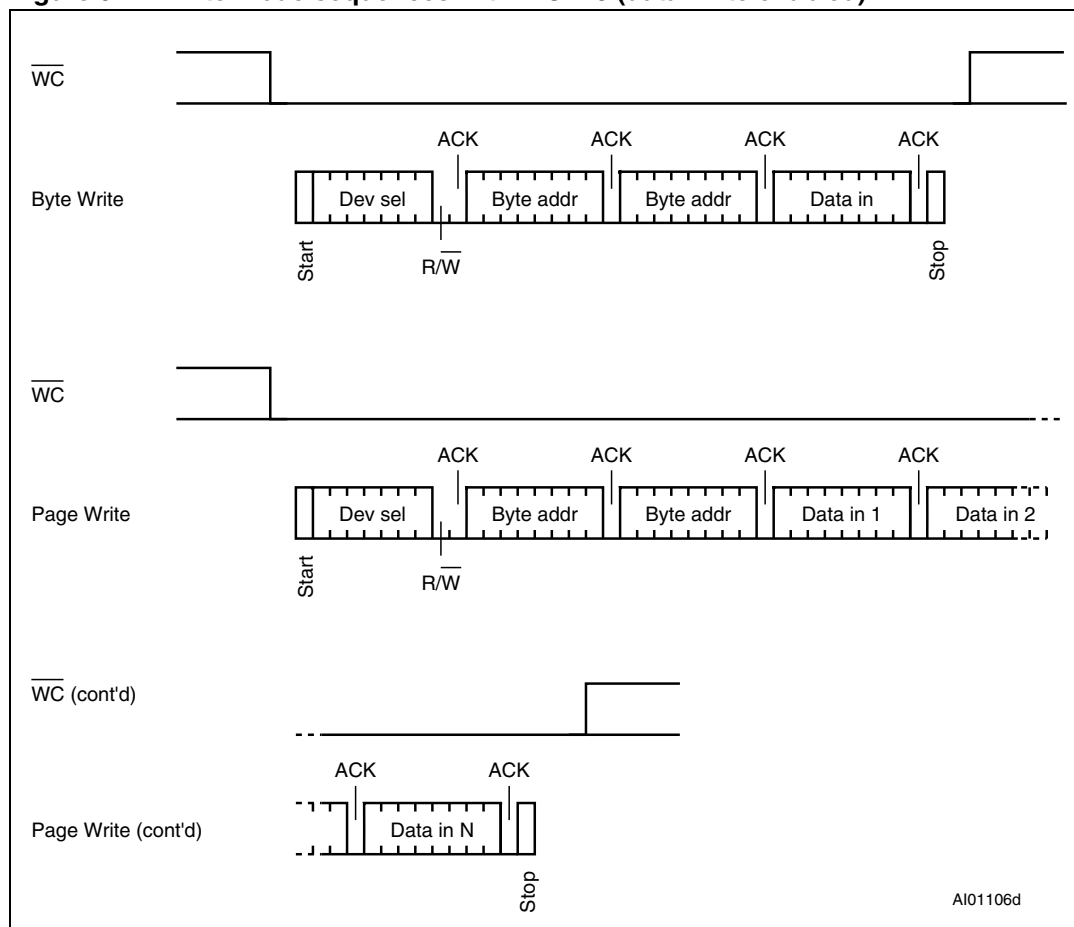 WC
ACK ACK ACK ACK
Byte Write
Dev sel Byte addr Byte addr Data in
Start
R/W
Stop
WC
ACK ACK ACK ACK
Page Write
Dev sel Byte addr Byte addr Data in 1 Data in 2
Start
R/W
WC (cont'd)
ACK ACK
Page Write (cont'd)
Data in N
Stop
AI01106d